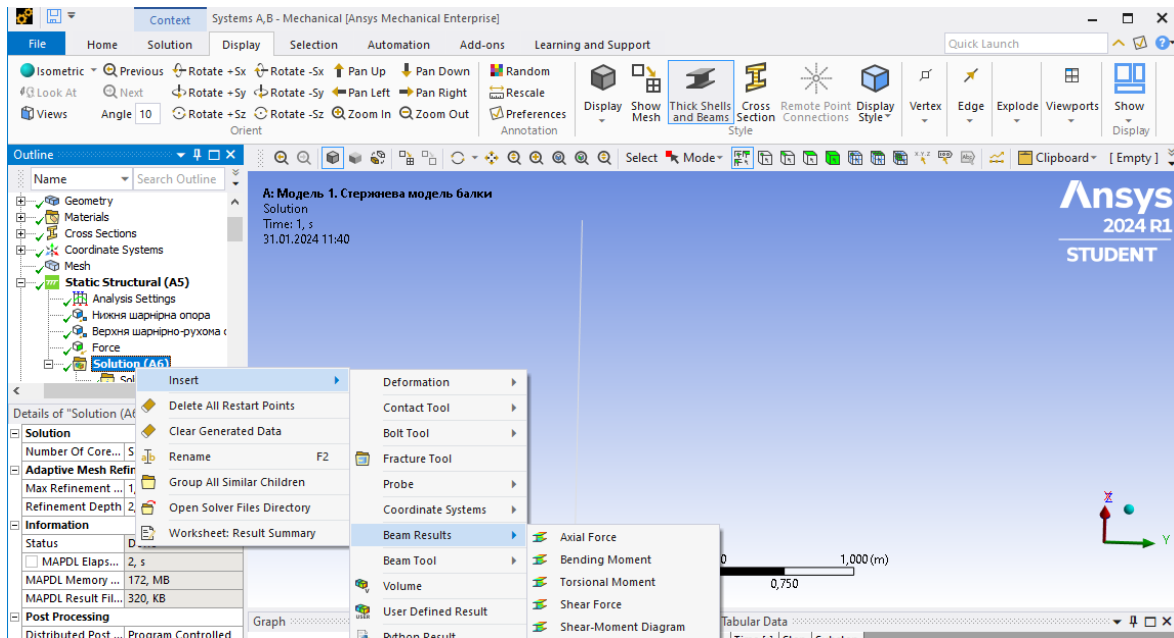 Context Systems A,B - Mechanical [Ansys Mechanical Enterprise]
File Home Solution Display Selection Automation Add-ons Learning and Support Quick Launch
Isometric Previous Rotate +Sx Rotate -Sx Pan Up Pan Down Random
Look At Next Rotate +Sy Rotate -Sy Pan Left Pan Right Rescale
Views Angle 10 Rotate +Sz Rotate -Sz Zoom In Zoom Out Preferences
Display Show Mesh Thick Shells and Beams Cross Section Remote Point Connections Display Style Vertex Edge Explode Viewports Show
Orient Annotation Style Display
Outline Select Mode Clipboard [Empty]
Name Search Outline
Geometry
Materials
Cross Sections
Coordinate Systems
Mesh
Static Structural (A5)
Analysis Settings
Нижня шарнірна опора
Верхня шарнірно-рухома
Force
Solution (A6)
Sol
A: Модель 1. Стержнева модель балки
Solution
Time: 1, s
31.01.2024 11:40
Ansys
2024 R1
STUDENT
Insert
Delete All Restart Points
Clear Generated Data
Rename F2
Group All Similar Children
Open Solver Files Directory
Worksheet: Result Summary
Deformation
Contact Tool
Bolt Tool
Fracture Tool
Probe
Coordinate Systems
Beam Results
Beam Tool
Volume
User Defined Result
Python Result
Axial Force
Bending Moment
Torsional Moment
Shear Force
Shear-Moment Diagram
Details of "Solution (A6
Solution
Number Of Core...
Adaptive Mesh Refin
Max Refinement ... 1,
Refinement Depth 2,
Information
Status
MAPDL Elaps... 2, s
MAPDL Memory ... 172, MB
MAPDL Result Fil... 320, KB
Post Processing
Distributed Post ... Program Controlled
0 1,000 (m)
0,750
Z
Y
Graph
Tabular Data